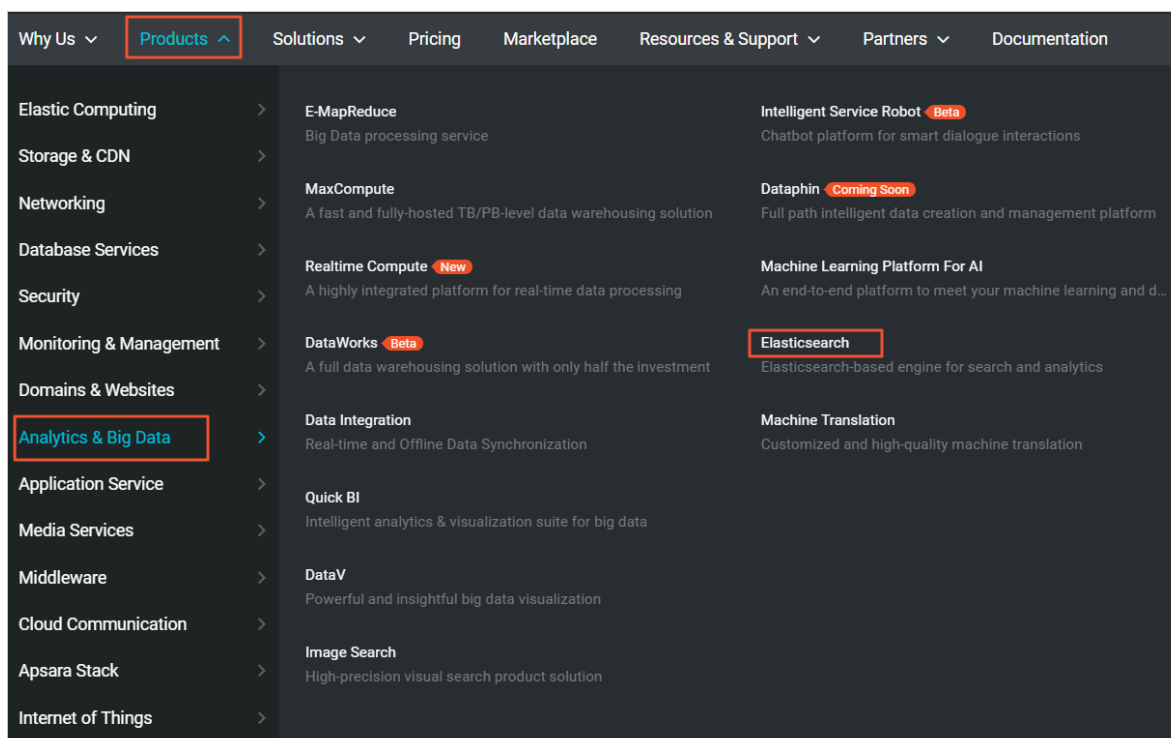 Why Us Products Solutions Pricing Marketplace Resources & Support Partners Documentation
Elastic Computing
Storage & CDN
Networking
Database Services
Security
Monitoring & Management
Domains & Websites
Analytics & Big Data
Application Service
Media Services
Middleware
Cloud Communication
Apsara Stack
Internet of Things
E-MapReduce
Big Data processing service
MaxCompute
A fast and fully-hosted TB/PB-level data warehousing solution
Realtime Compute New
A highly integrated platform for real-time data processing
DataWorks Beta
A full data warehousing solution with only half the investment
Data Integration
Real-time and Offline Data Synchronization
Quick BI
Intelligent analytics & visualization suite for big data
DataV
Powerful and insightful big data visualization
Image Search
High-precision visual search product solution
Intelligent Service Robot Beta
Chatbot platform for smart dialogue interactions
Dataphin Coming Soon
Full path intelligent data creation and management platform
Machine Learning Platform For AI
An end-to-end platform to meet your machine learning and d...
Elasticsearch
Elasticsearch-based engine for search and analytics
Machine Translation
Customized and high-quality machine translation